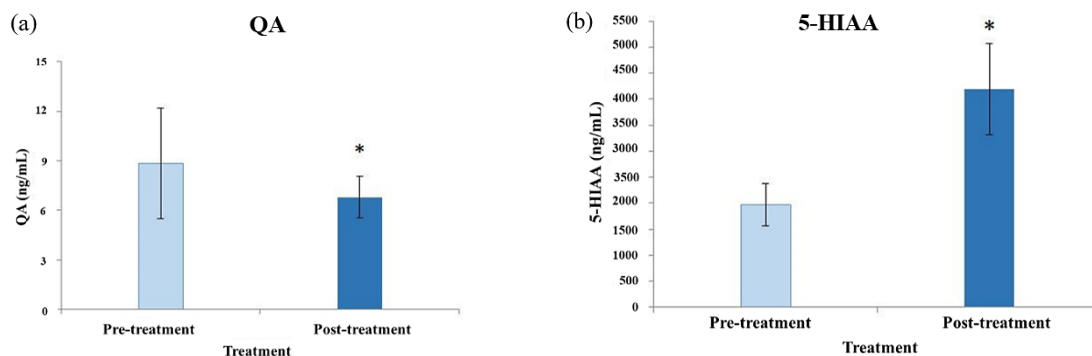 (a)
QA
15
12
9
6
3
0
QA (ng/mL)
*
Pre-treatment
Post-treatment
Treatment
(b)
5-HIAA
5500
5000
4500
4000
3500
3000
3500
2000
1500
1000
500
0
5-HIAA (ng/mL)
*
Pre-treatment
Post-treatment
Treatment